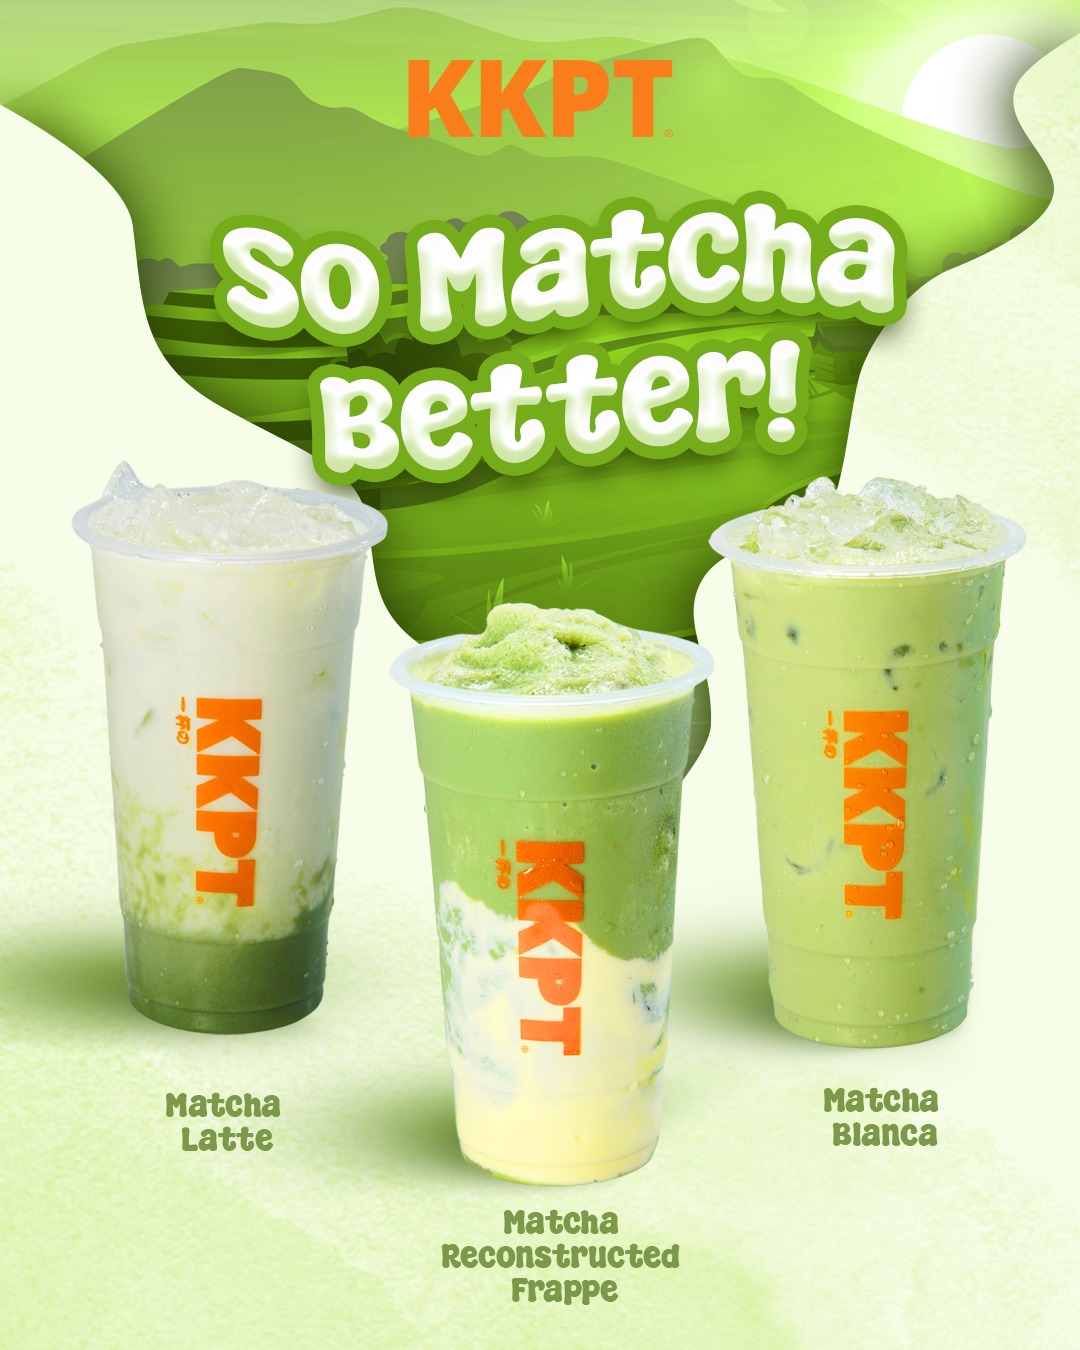 KKPT
So Matcha
Better!
KKPT
KKPT
KKPT
Matcha
Latte
Matcha
Blanca
Matcha
Reconstructed
Frappe